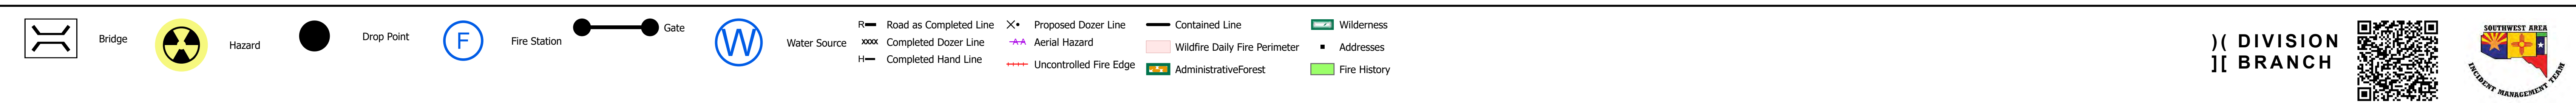 Bridge
Hazard
Drop Point
F
Fire Station
Gate
W
Water Source
R Road as Completed Line
XXXX Completed Dozer Line
H Completed Hand Line
X• Proposed Dozer Line
A A Aerial Hazard
Uncontrolled Fire Edge
Contained Line
Wildfire Daily Fire Perimeter
AdministrativeForest
Wilderness
Addresses
Fire History
)( DIVISION
][ BRANCH
SOUTHWEST AREA
INCIDENT MANAGEMENT TEAM